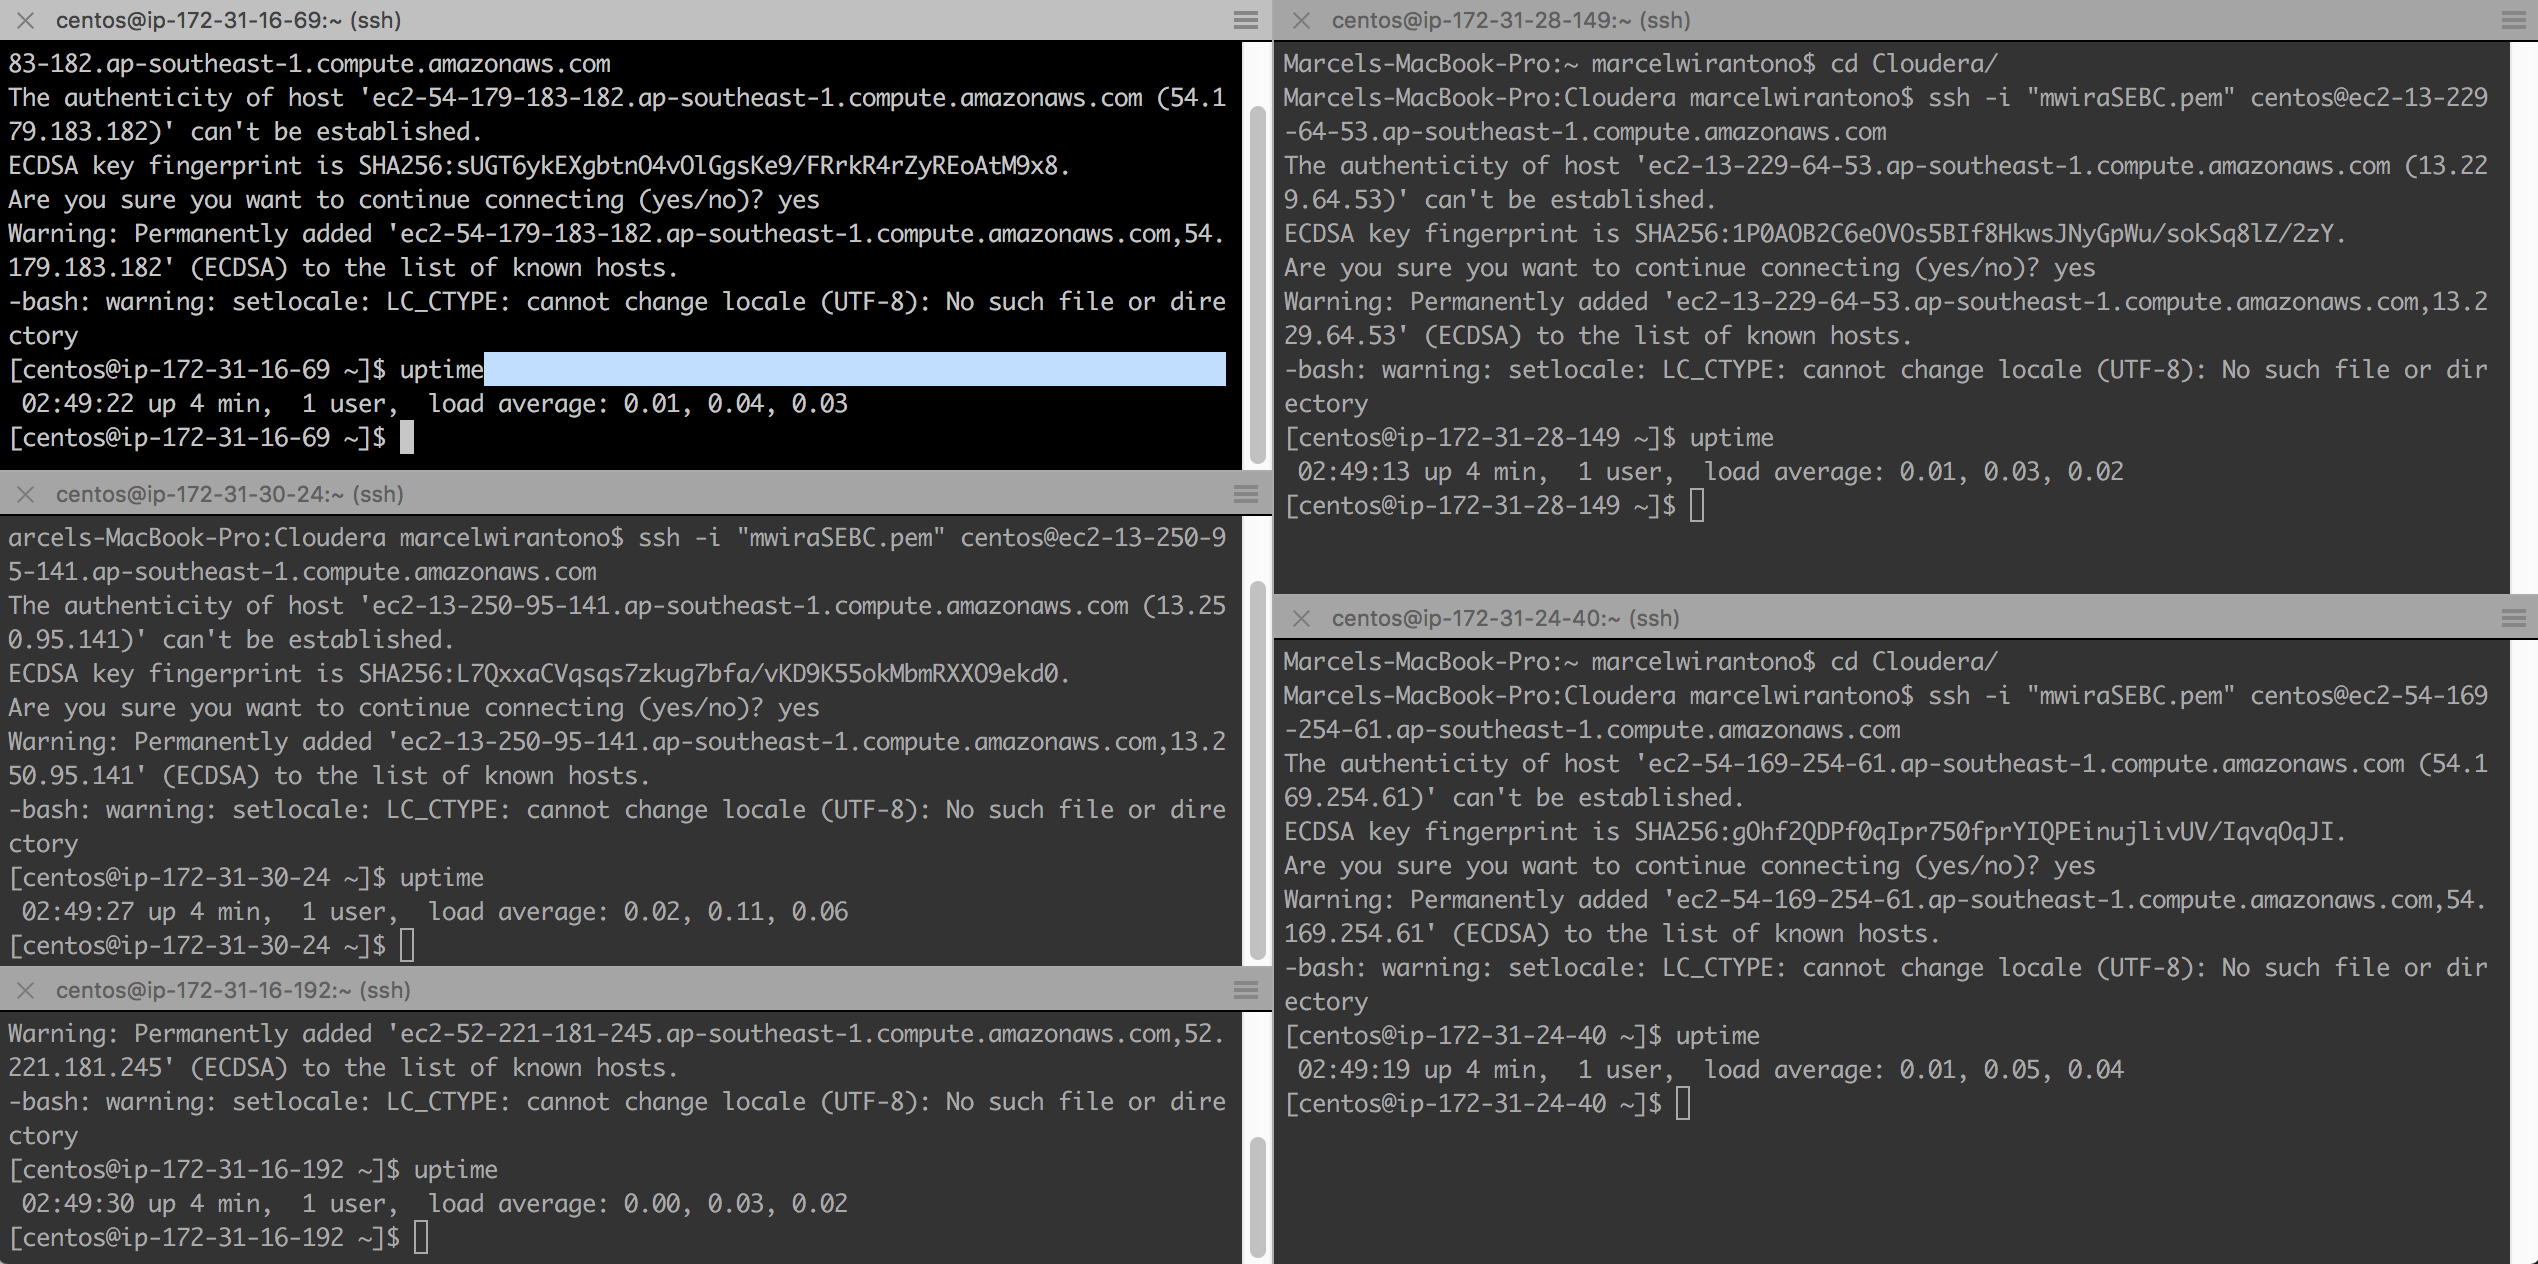 centos@ip-172-31-16-69:~ (ssh)
83-182.ap-southeast-1.compute.amazonaws.com
The authenticity of host 'ec2-54-179-183-182.ap-southeast-1.compute.amazonaws.com (54.1
79.183.182)' can't be established.
ECDSA key fingerprint is SHA256:sUGT6ykEXgbtnO4vOlGgsKe9/FRrkR4rZyREoAtM9x8.
Are you sure you want to continue connecting (yes/no)? yes
Warning: Permanently added 'ec2-54-179-183-182.ap-southeast-1.compute.amazonaws.com,54.
179.183.182' (ECDSA) to the list of known hosts.
-bash: warning: setlocale: LC_CTYPE: cannot change locale (UTF-8): No such file or dire
ctory
[centos@ip-172-31-16-69 ~]$ uptime
 02:49:22 up 4 min,  1 user,  load average: 0.01, 0.04, 0.03
[centos@ip-172-31-16-69 ~]$
centos@ip-172-31-30-24:~ (ssh)
arcels-MacBook-Pro:Cloudera marcelwirantono$ ssh -i "mwiraSEBC.pem" centos@ec2-13-250-9
5-141.ap-southeast-1.compute.amazonaws.com
The authenticity of host 'ec2-13-250-95-141.ap-southeast-1.compute.amazonaws.com (13.25
0.95.141)' can't be established.
ECDSA key fingerprint is SHA256:L7QxxaCVqsqs7zkug7bfa/vKD9K55okMbmRXXO9ekd0.
Are you sure you want to continue connecting (yes/no)? yes
Warning: Permanently added 'ec2-13-250-95-141.ap-southeast-1.compute.amazonaws.com,13.2
50.95.141' (ECDSA) to the list of known hosts.
-bash: warning: setlocale: LC_CTYPE: cannot change locale (UTF-8): No such file or dire
ctory
[centos@ip-172-31-30-24 ~]$ uptime
 02:49:27 up 4 min,  1 user,  load average: 0.02, 0.11, 0.06
[centos@ip-172-31-30-24 ~]$
centos@ip-172-31-16-192:~ (ssh)
Warning: Permanently added 'ec2-52-221-181-245.ap-southeast-1.compute.amazonaws.com,52.
221.181.245' (ECDSA) to the list of known hosts.
-bash: warning: setlocale: LC_CTYPE: cannot change locale (UTF-8): No such file or dire
ctory
[centos@ip-172-31-16-192 ~]$ uptime
 02:49:30 up 4 min,  1 user,  load average: 0.00, 0.03, 0.02
[centos@ip-172-31-16-192 ~]$
centos@ip-172-31-28-149:~ (ssh)
Marcels-MacBook-Pro:~ marcelwirantono$ cd Cloudera/
Marcels-MacBook-Pro:Cloudera marcelwirantono$ ssh -i "mwiraSEBC.pem" centos@ec2-13-229
-64-53.ap-southeast-1.compute.amazonaws.com
The authenticity of host 'ec2-13-229-64-53.ap-southeast-1.compute.amazonaws.com (13.22
9.64.53)' can't be established.
ECDSA key fingerprint is SHA256:1P0AOB2C6eOVOs5BIf8HkwsJNyGpWu/sokSq8lZ/2zY.
Are you sure you want to continue connecting (yes/no)? yes
Warning: Permanently added 'ec2-13-229-64-53.ap-southeast-1.compute.amazonaws.com,13.2
29.64.53' (ECDSA) to the list of known hosts.
-bash: warning: setlocale: LC_CTYPE: cannot change locale (UTF-8): No such file or dir
ectory
[centos@ip-172-31-28-149 ~]$ uptime
 02:49:13 up 4 min,  1 user,  load average: 0.01, 0.03, 0.02
[centos@ip-172-31-28-149 ~]$
centos@ip-172-31-24-40:~ (ssh)
Marcels-MacBook-Pro:~ marcelwirantono$ cd Cloudera/
Marcels-MacBook-Pro:Cloudera marcelwirantono$ ssh -i "mwiraSEBC.pem" centos@ec2-54-169
-254-61.ap-southeast-1.compute.amazonaws.com
The authenticity of host 'ec2-54-169-254-61.ap-southeast-1.compute.amazonaws.com (54.1
69.254.61)' can't be established.
ECDSA key fingerprint is SHA256:gOhf2QDPf0qIpr750fprYIQPEinujlivUV/IqvqOqJI.
Are you sure you want to continue connecting (yes/no)? yes
Warning: Permanently added 'ec2-54-169-254-61.ap-southeast-1.compute.amazonaws.com,54.
169.254.61' (ECDSA) to the list of known hosts.
-bash: warning: setlocale: LC_CTYPE: cannot change locale (UTF-8): No such file or dir
ectory
[centos@ip-172-31-24-40 ~]$ uptime
 02:49:19 up 4 min,  1 user,  load average: 0.01, 0.05, 0.04
[centos@ip-172-31-24-40 ~]$